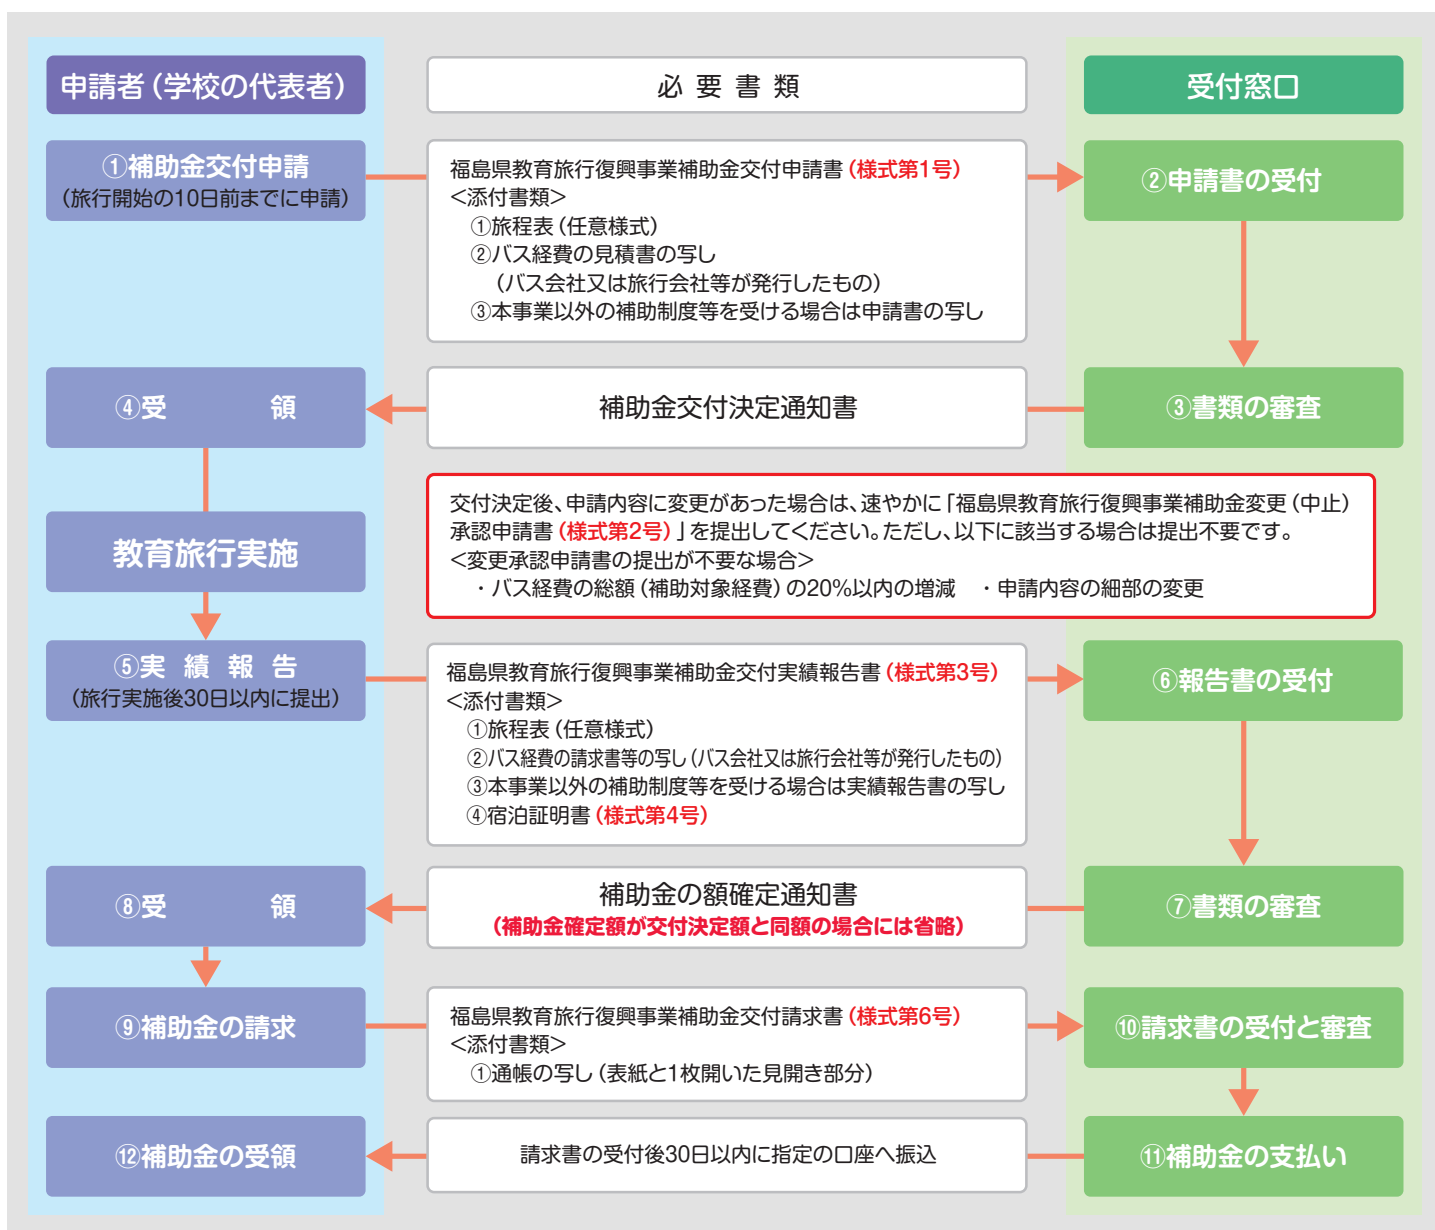 申請者（学校の代表者）
必要書類
受付窓口
①補助金交付申請
（旅行開始の10日前までに申請）
福島県教育旅行復興事業補助金交付申請書（様式第1号）
＜添付書類＞
①旅程表（任意様式）
②バス経費の見積書の写し
（バス会社又は旅行会社等が発行したもの）
③本事業以外の補助制度等を受ける場合は申請書の写し
②申請書の受付
④受　領
補助金交付決定通知書
③書類の審査
交付決定後、申請内容に変更があった場合は、速やかに「福島県教育旅行復興事業補助金変更（中止）
承認申請書（様式第2号）」を提出してください。ただし、以下に該当する場合は提出不要です。
＜変更承認申請書の提出が不要な場合＞
・バス経費の総額（補助対象経費）の20%以内の増減　・申請内容の細部の変更
教育旅行実施
⑤実績報告
（旅行実施後30日以内に提出）
福島県教育旅行復興事業補助金交付実績報告書（様式第3号）
＜添付書類＞
①旅程表（任意様式）
②バス経費の請求書等の写し（バス会社又は旅行会社等が発行したもの）
③本事業以外の補助制度等を受ける場合は実績報告書の写し
④宿泊証明書（様式第4号）
⑥報告書の受付
⑧受　領
補助金の額確定通知書
（補助金確定額が交付決定額と同額の場合には省略）
⑦書類の審査
⑨補助金の請求
福島県教育旅行復興事業補助金交付請求書（様式第6号）
＜添付書類＞
①通帳の写し（表紙と1枚開いた見開き部分）
⑩請求書の受付と審査
⑫補助金の受領
請求書の受付後30日以内に指定の口座へ振込
⑪補助金の支払い